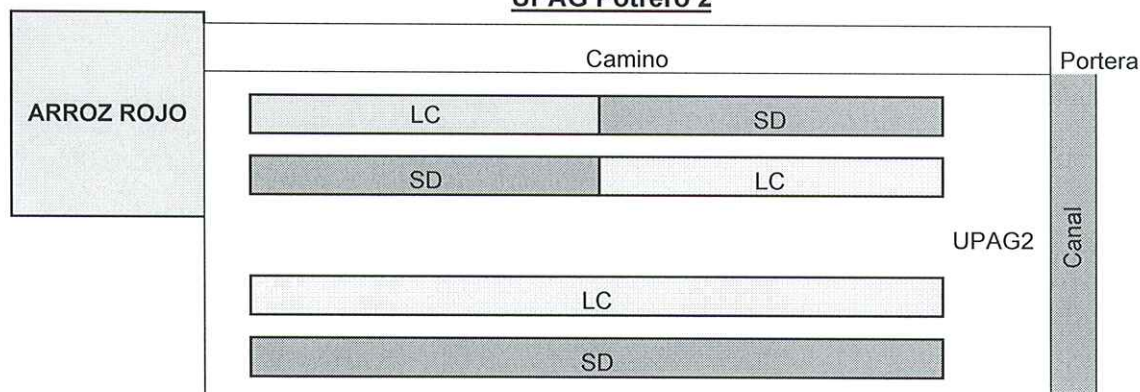 UPAG Potrero 2
Camino
Portera
ARROZ ROJO
LC
SD
SD
LC
UPAG2
Canal
LC
SD